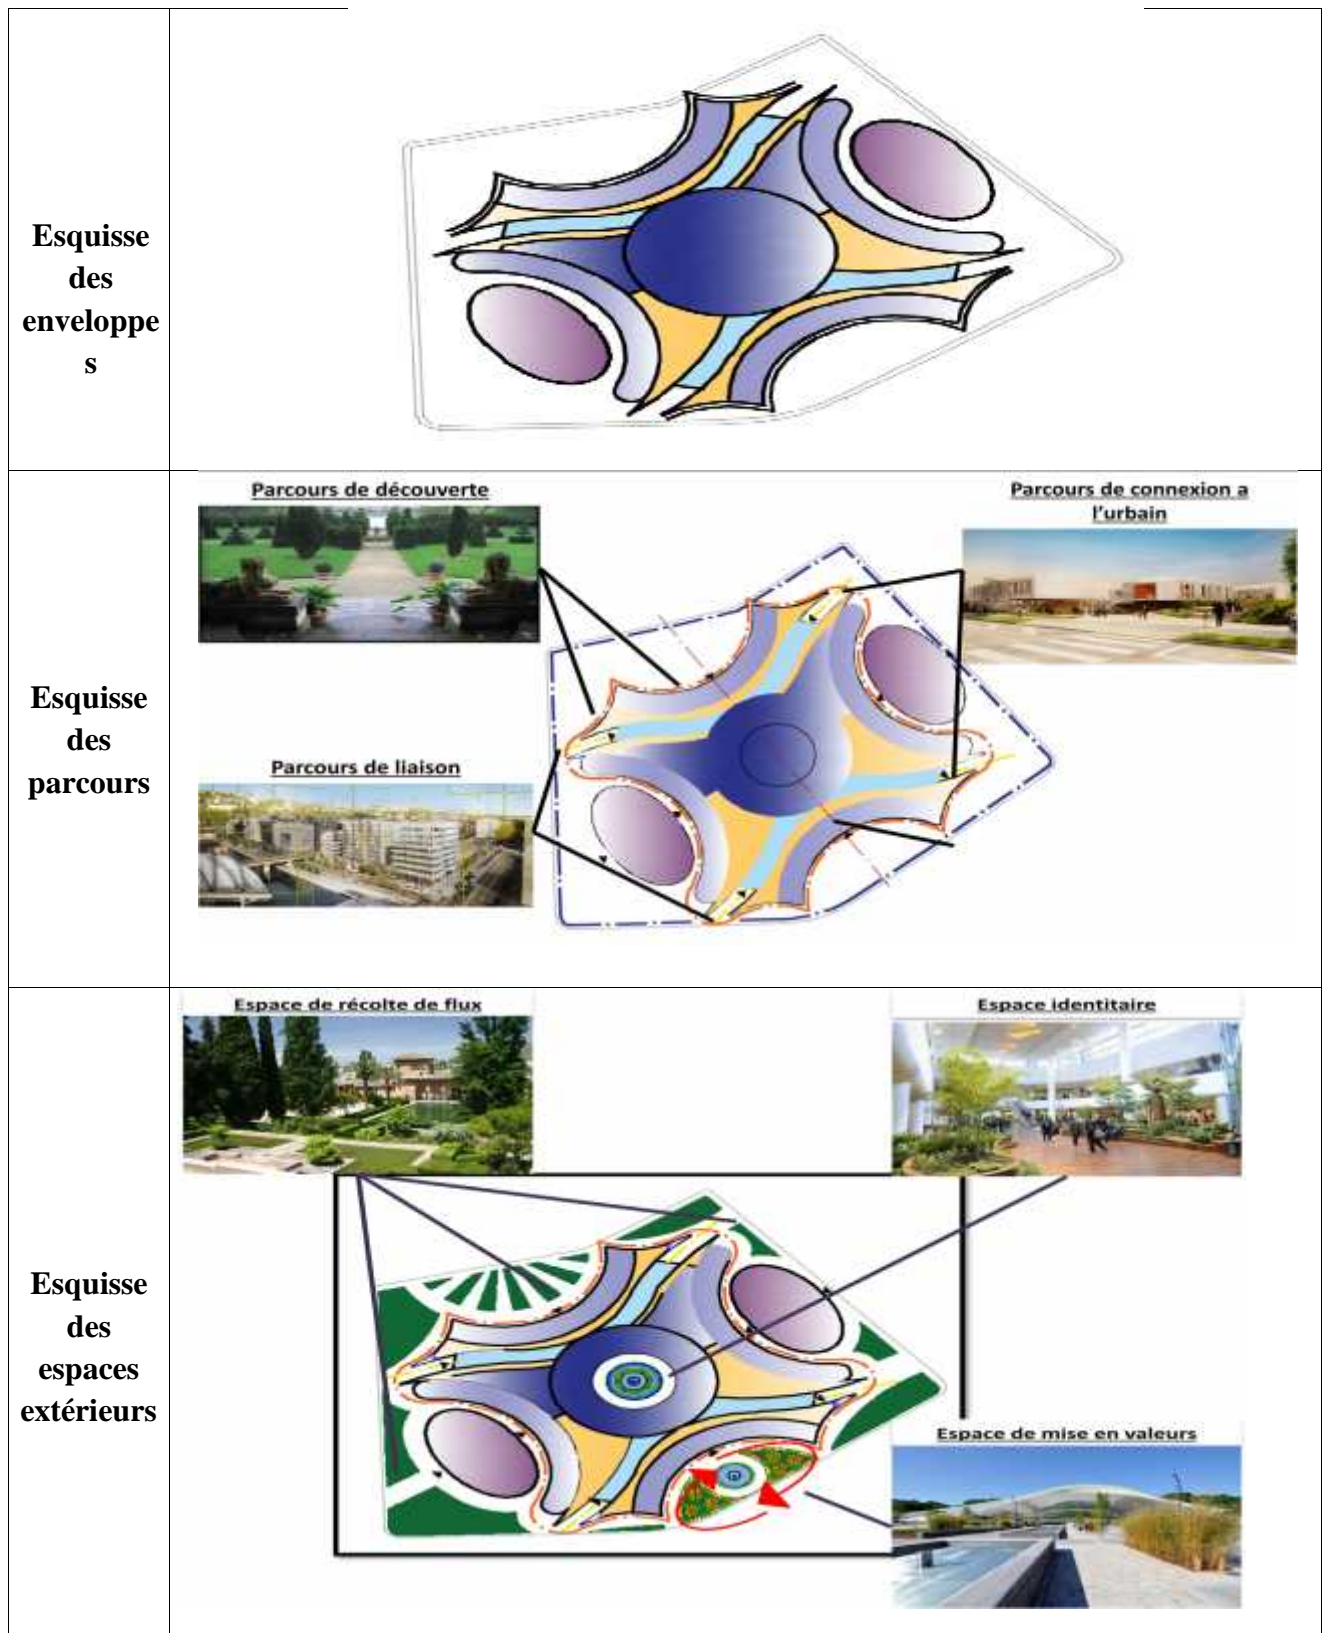 Esquisse
des
enveloppe
s
Parcours de découverte
Parcours de connexion a
l'urbain
Esquisse
des
parcours
Parcours de liaison
Espace de récolte de flux
Espace identitaire
Esquisse
des
espaces
extérieurs
Espace de mise en valeurs